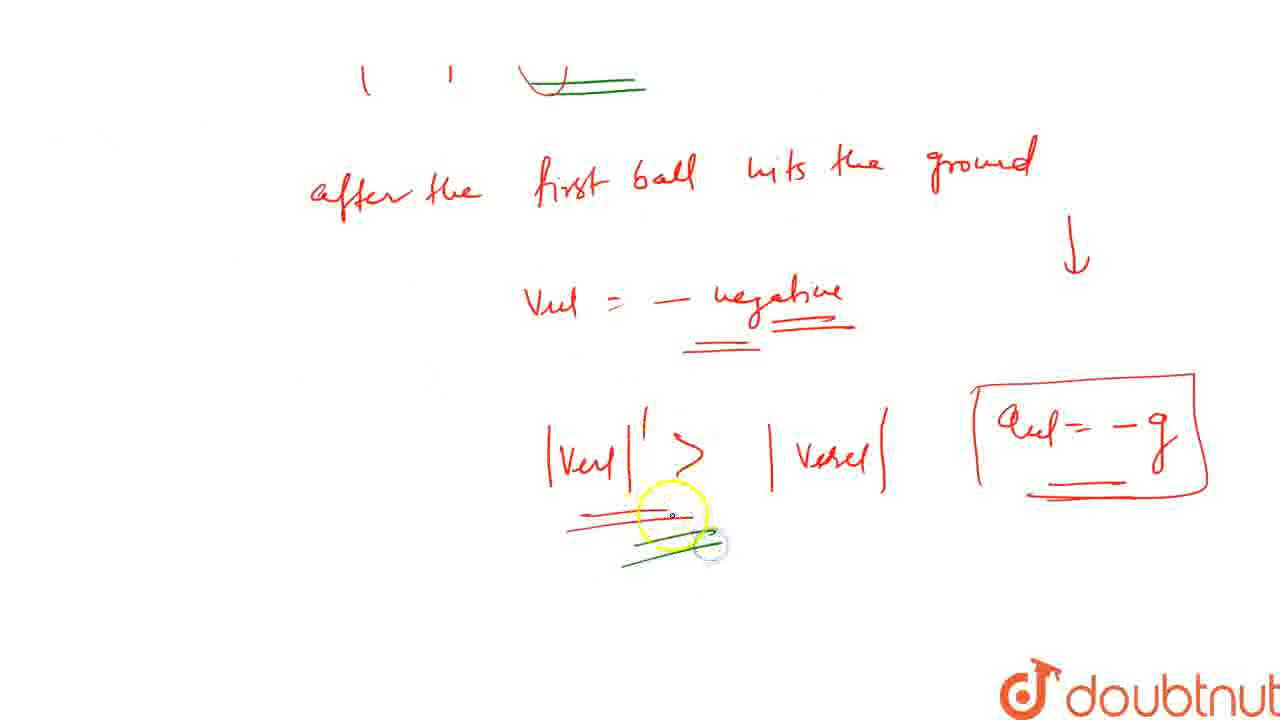 after the first ball hits the ground
Vrel = - negative
|Vrel|' > |Vrel|
arel = - g
doubtnut